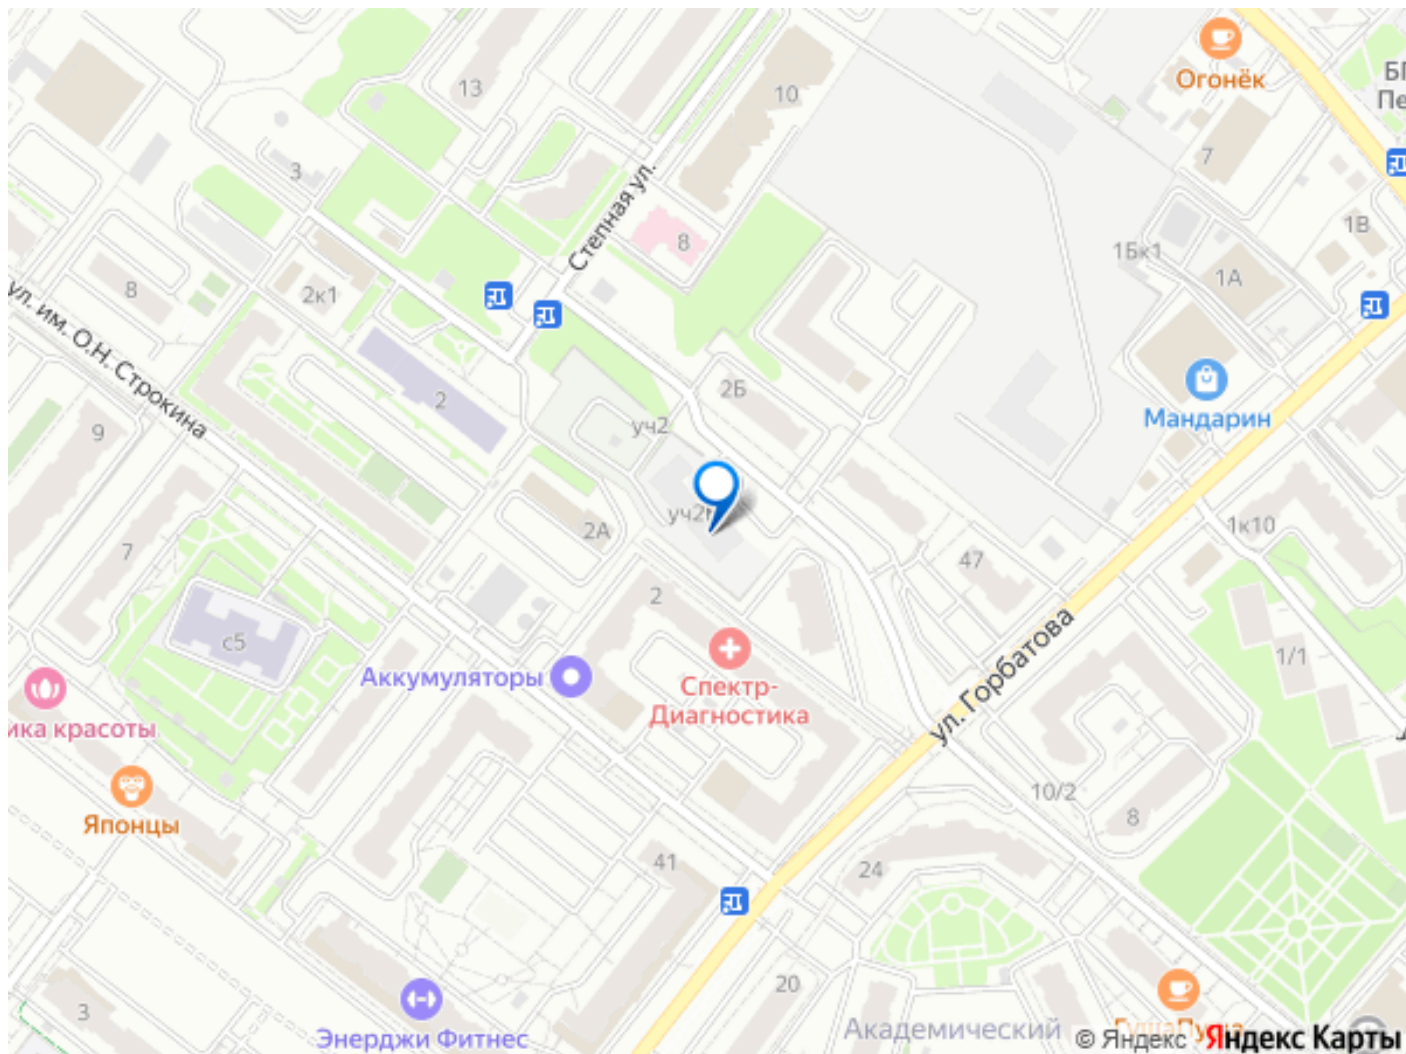 Огонёк
13
10
7
3
Степная ул.
8
1В
1Бк1
1А
8
2к1
ул. им. О.Н. Строкина
2Б
2
Мандарин
уч2
9
уч2
2А
1к10
7
47
2
с5
ул. Горбатова
1/1
Аккумуляторы
Спектр-
Диагностика
ика красоты
10/2
8
Японцы
41
24
20
3
Энерджи Фитнес
Академический
© Яндекс
Яндекс Карты